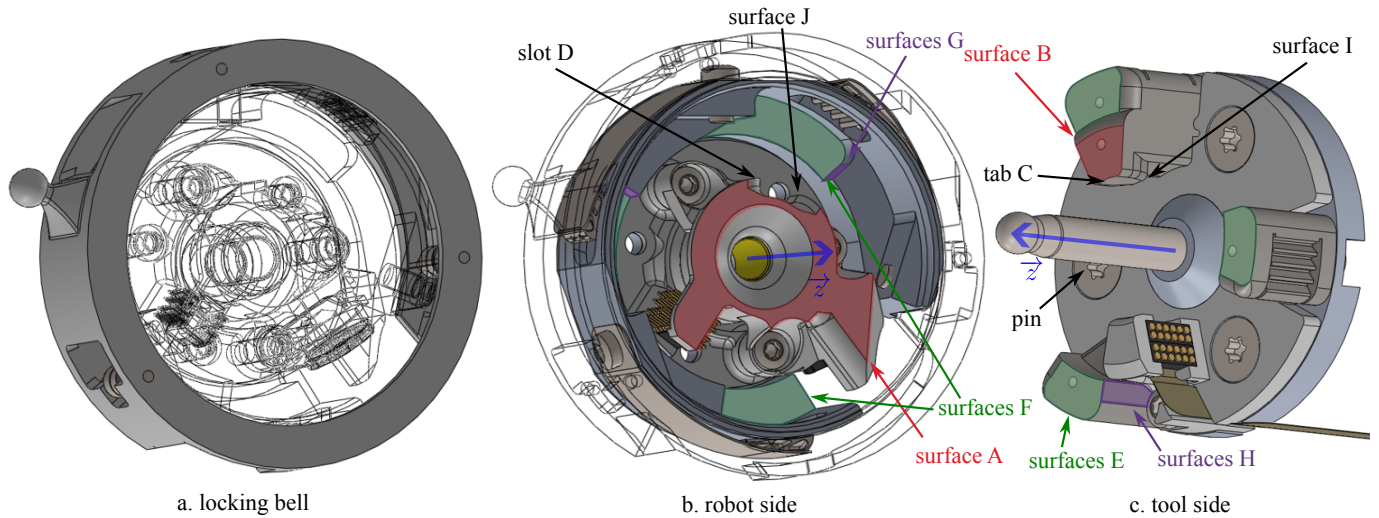 surface J
slot D
surfaces G
surface B
surface I
tab C
z
z
pin
surfaces F
surface A
surfaces E
surfaces H
a. locking bell
b. robot side
c. tool side